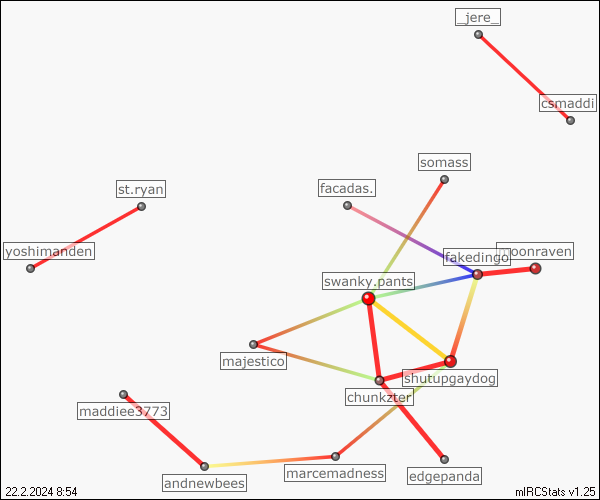 _jere_
csmaddi
somass
st.ryan
facadas.
yoshimanden
fakedingo
moonraven
swanky.pants
majestico
shutupgaydog
chunkzter
maddiee3773
marcemadness
edgepanda
andnewbees
22.2.2024 8:54
mIRCStats v1.25